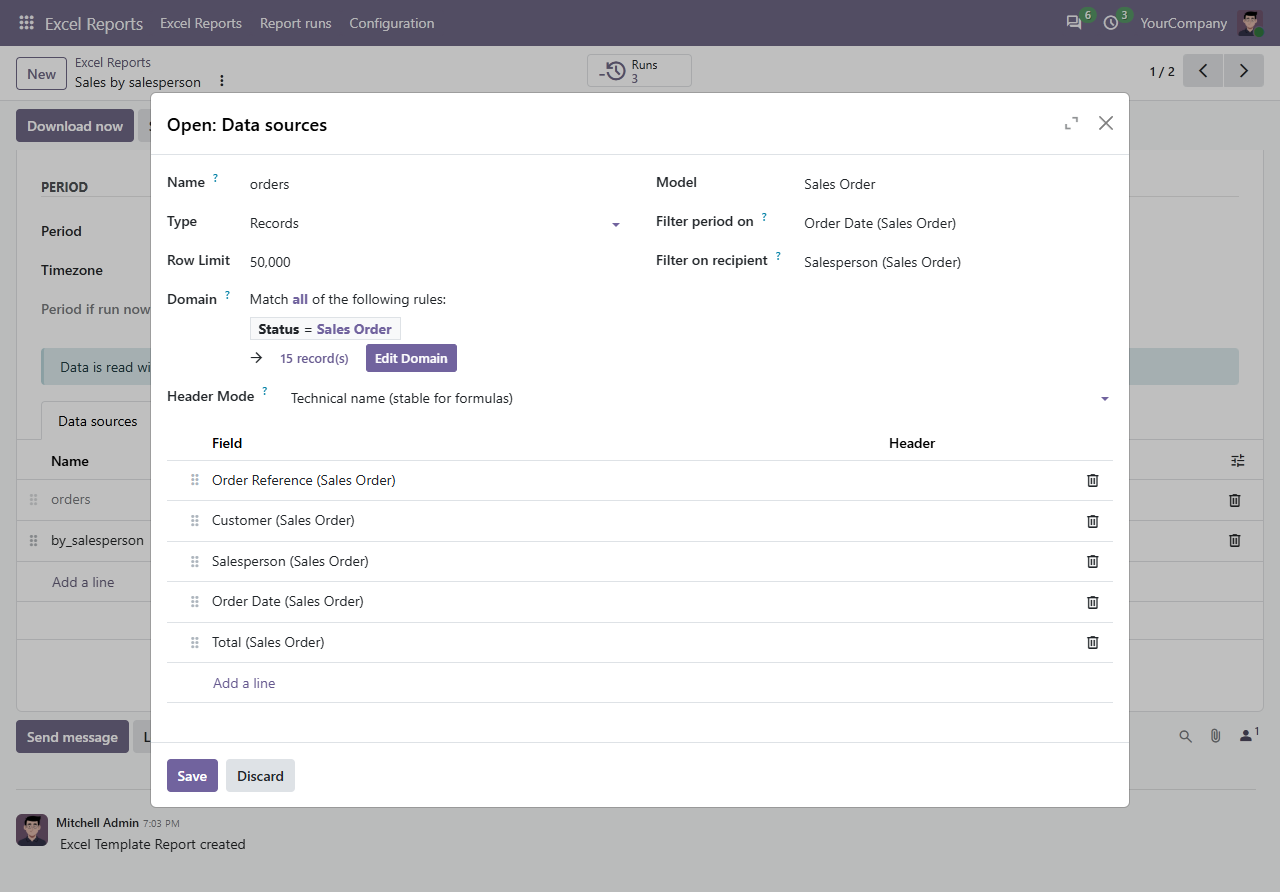 Excel Reports Excel Reports Report runs Configuration 6 3 YourCompany
New Excel Reports
Sales by salesperson
Runs
3
1 / 2
Download now
Open: Data sources
PERIOD
Period
Timezone
Period if run now
Data is read wi
Data sources
Name
orders
by_salesperson
Add a line
Name ? orders
Model Sales Order
Type Records
Filter period on ? Order Date (Sales Order)
Row Limit 50,000
Filter on recipient ? Salesperson (Sales Order)
Domain ? Match all of the following rules:
Status = Sales Order
15 record(s) Edit Domain
Header Mode ? Technical name (stable for formulas)
Field Header
Order Reference (Sales Order)
Customer (Sales Order)
Salesperson (Sales Order)
Order Date (Sales Order)
Total (Sales Order)
Add a line
Save Discard
Send message
1
Mitchell Admin 7:03 PM
Excel Template Report created